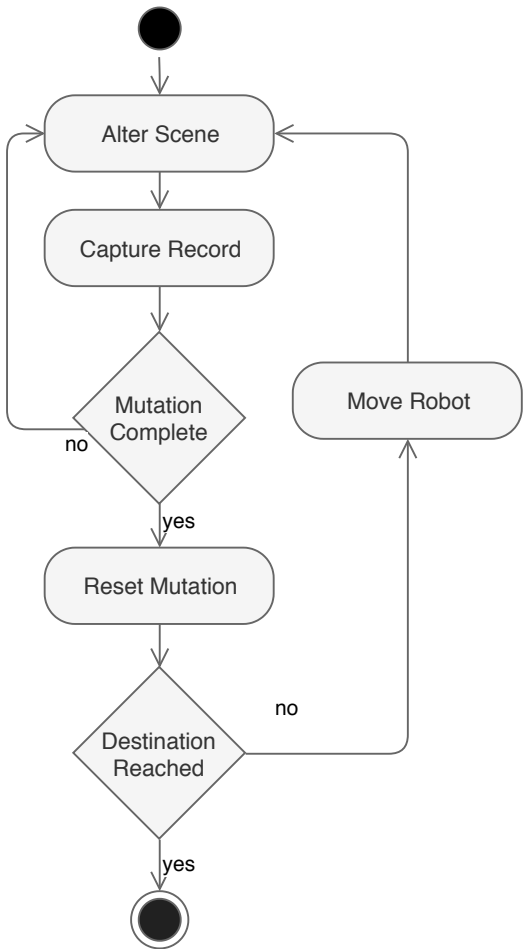 Alter Scene
Capture Record
Mutation
Complete
Move Robot
no
yes
Reset Mutation
no
Destination
Reached
yes